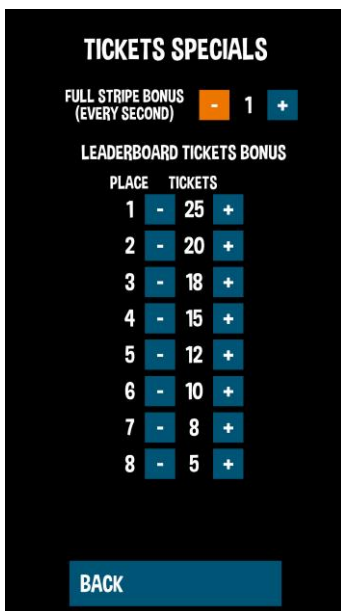 TICKETS SPECIALS
FULL STRIPE BONUS
(EVERY SECOND) - 1 +
LEADERBOARD TICKETS BONUS
PLACE TICKETS
1 - 25 +
2 - 20 +
3 - 18 +
4 - 15 +
5 - 12 +
6 - 10 +
7 - 8 +
8 - 5 +
BACK